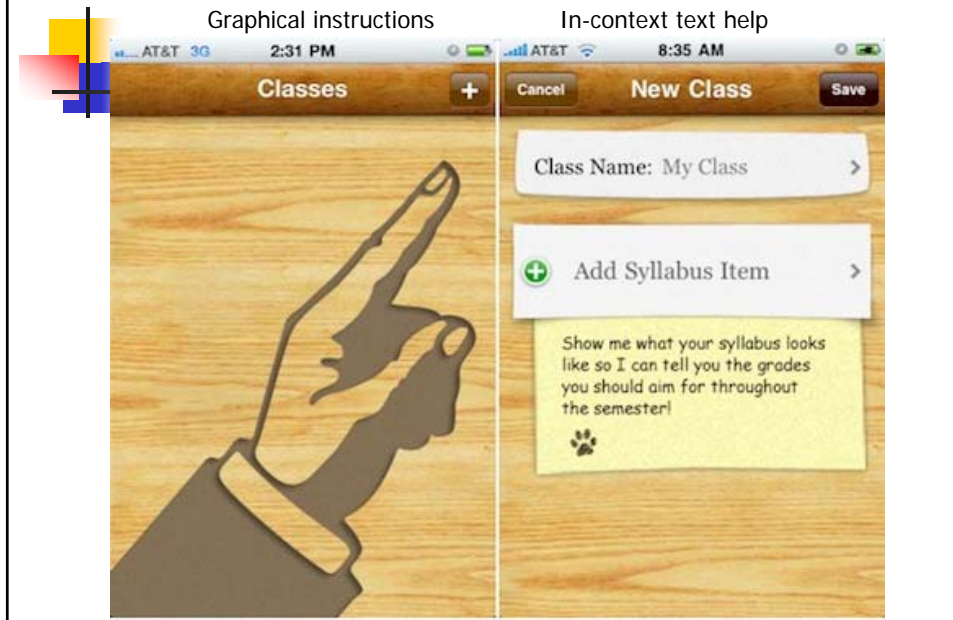 Graphical instructions
In-context text help
AT&T 3G 2:31 PM
Classes +
AT&T 8:35 AM
Cancel New Class Save
Class Name: My Class
Add Syllabus Item
Show me what your syllabus looks
like so I can tell you the grades
you should aim for throughout
the semester!